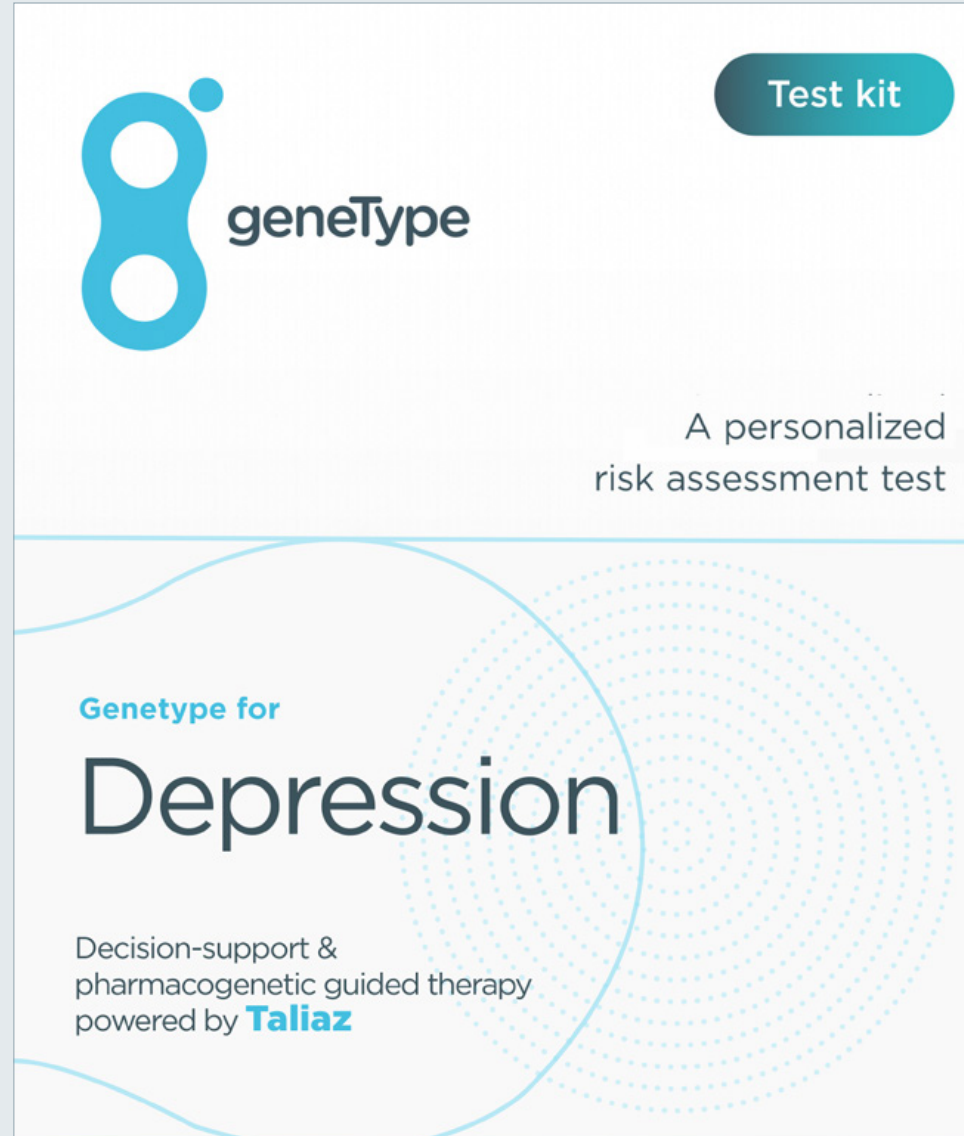 Test kit
geneType
A personalized
risk assessment test
Genetype for
Depression
Decision-support &
pharmacogenetic guided therapy
powered by Taliaz